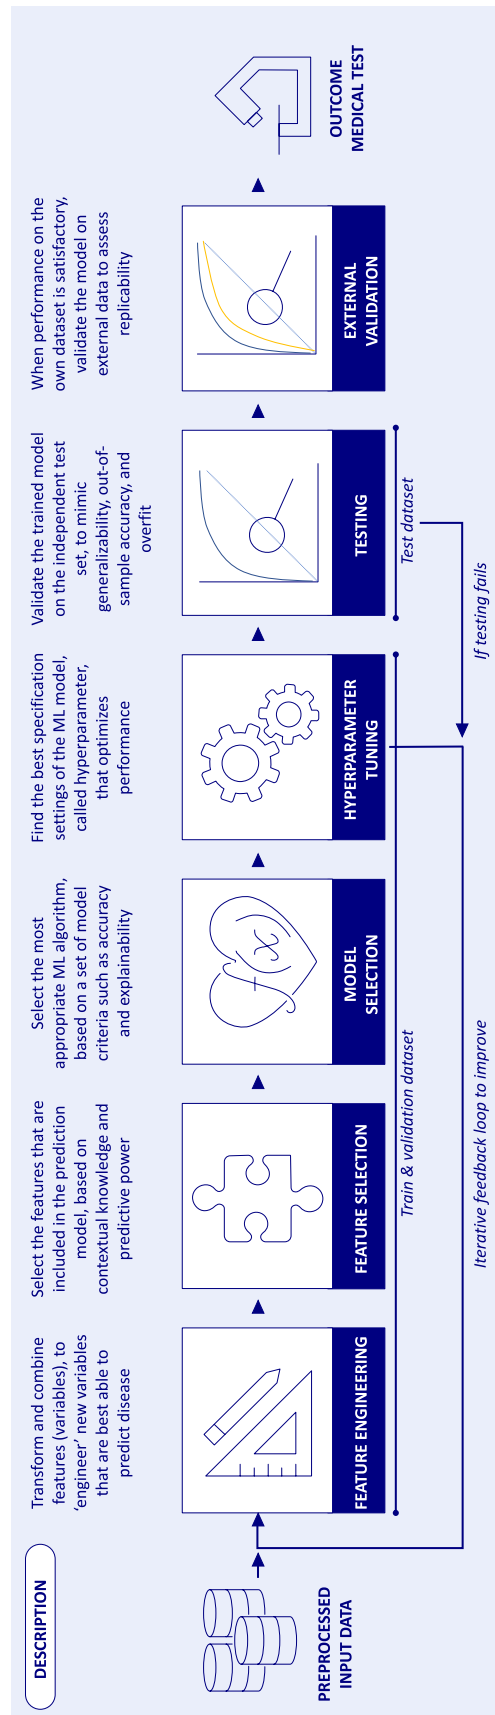 DESCRIPTION
Transform and combine
features (variables), to
‘engineer’ new variables
that are best able to
predict disease
Select the features that are
included in the prediction
model, based on
contextual knowledge and
predictive power
Select the most
appropriate ML algorithm,
based on a set of model
criteria such as accuracy
and explainability
Find the best specification
settings of the ML model,
called hyperparameter,
that optimizes
performance
Validate the trained model
on the independent test
set, to mimic
generalizability, out-of-
sample accuracy, and
overfit
When performance on the
own dataset is satisfactory,
validate the model on
external data to assess
replicability
PREPROCESSED
INPUT DATA
FEATURE ENGINEERING
FEATURE SELECTION
f
x
MODEL
SELECTION
HYPERPARAMETER
TUNING
TESTING
EXTERNAL
VALIDATION
OUTCOME
MEDICAL TEST
Train & validation dataset
Test dataset
Iterative feedback loop to improve
If testing fails